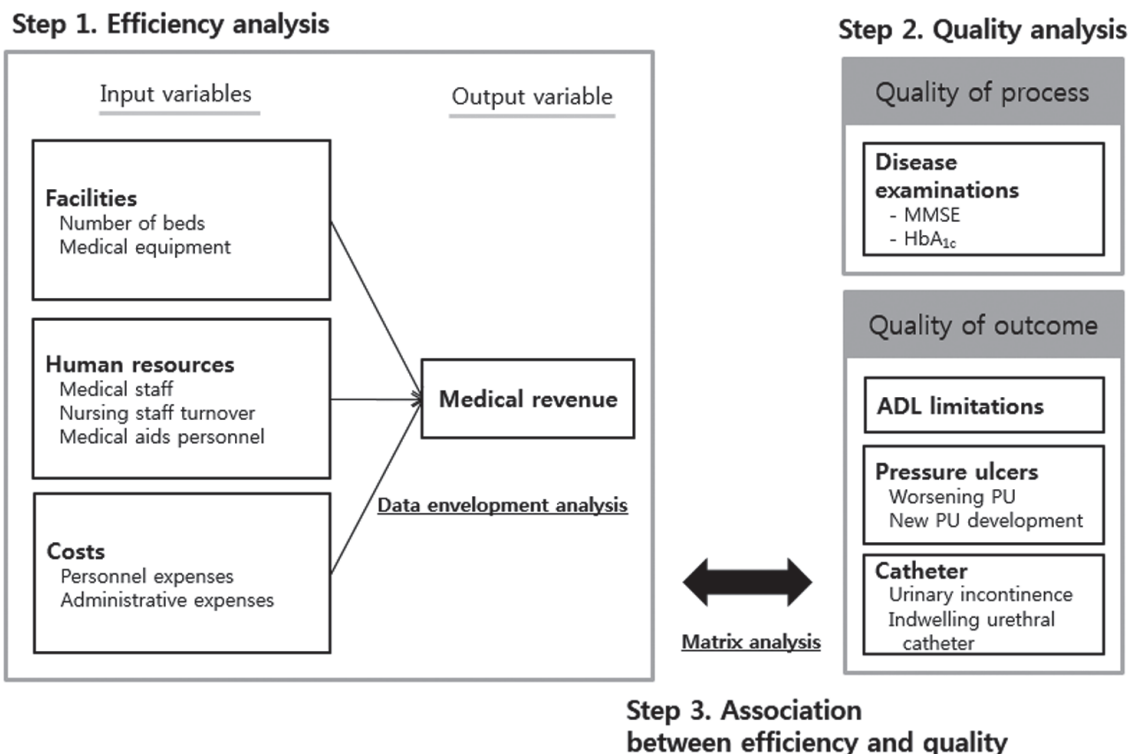 Step 1. Efficiency analysis
Input variables
Output variable
Facilities
Number of beds
Medical equipment
Human resources
Medical staff
Nursing staff turnover
Medical aids personnel
Costs
Personnel expenses
Administrative expenses
Medical revenue
Data envelopment analysis
Step 2. Quality analysis
Quality of process
Disease
examinations
- MMSE
- HbA1c
Quality of outcome
ADL limitations
Pressure ulcers
Worsening PU
New PU development
Catheter
Urinary incontinence
Indwelling urethral
catheter
Matrix analysis
Step 3. Association
between efficiency and quality